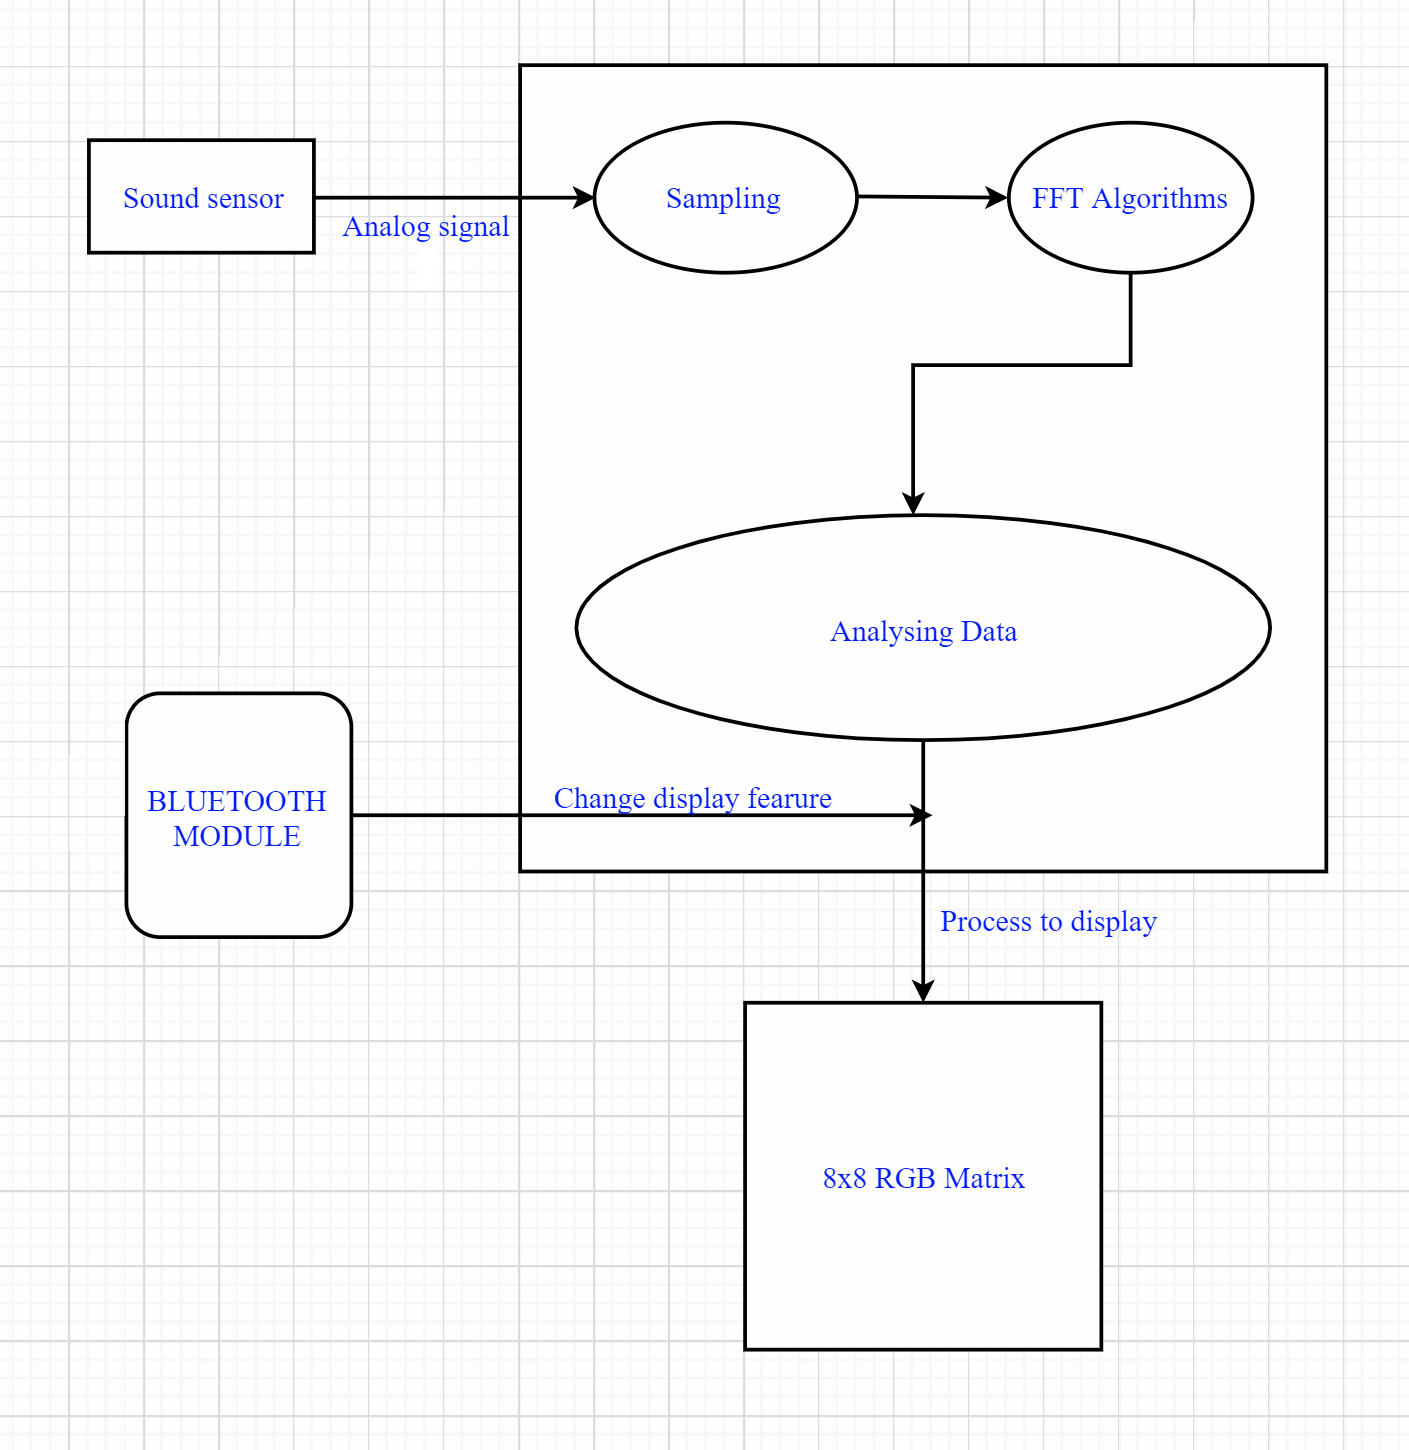 Sound sensor
Analog signal
Sampling
FFT Algorithms
Analysing Data
BLUETOOTH
MODULE
Change display fearure
Process to display
8x8 RGB Matrix